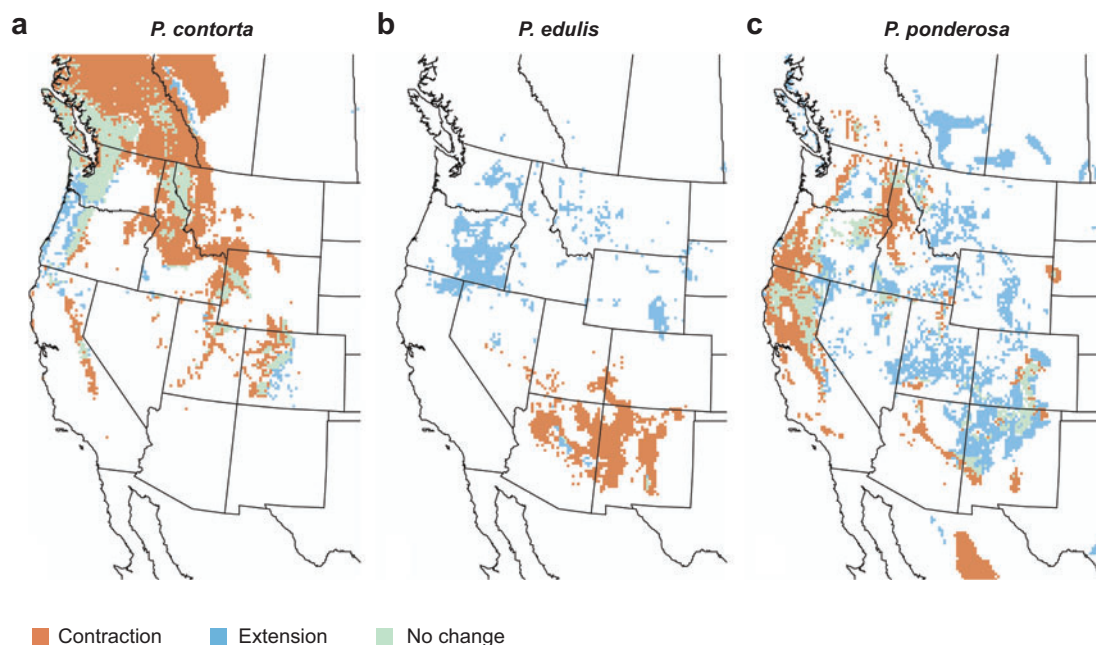 a P. contorta
b P. edulis
c P. ponderosa
Contraction
Extension
No change